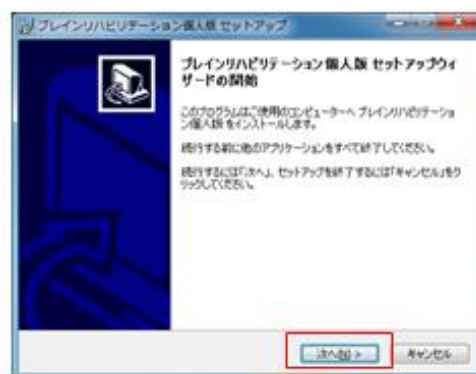 ブレインリハビリテーション個人版 セットアップ
ブレインリハビリテーション個人版 セットアップウィ
ザードの開始
このプログラムはご使用のコンピューターへ ブレインリハビリテーショ
ン個人版 をインストールします。
続行する前に他のアプリケーションをすべて終了してください。
続行するには「次へ」、セットアップを終了するには「キャンセル」をク
リックしてください。
次へ(N) >
キャンセル